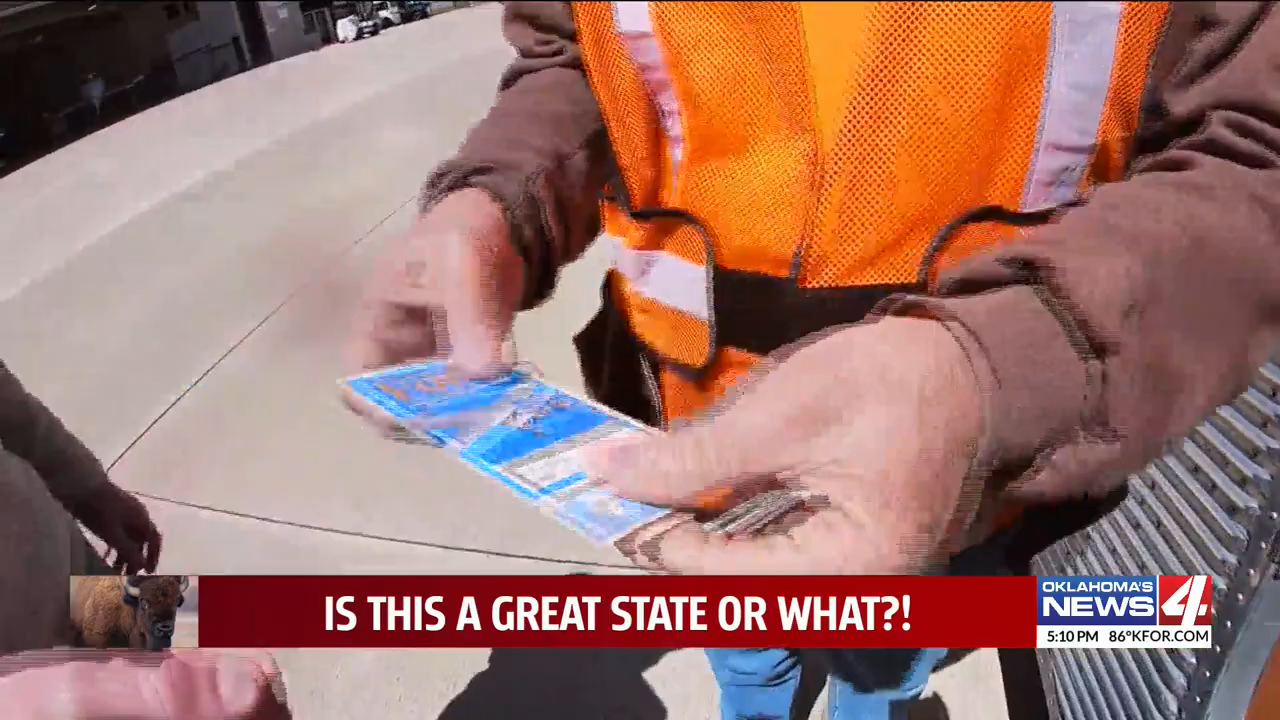 IS THIS A GREAT STATE OR WHAT?!
OKLAHOMA'S
NEWS 4
5:10 PM 86° KFOR.COM